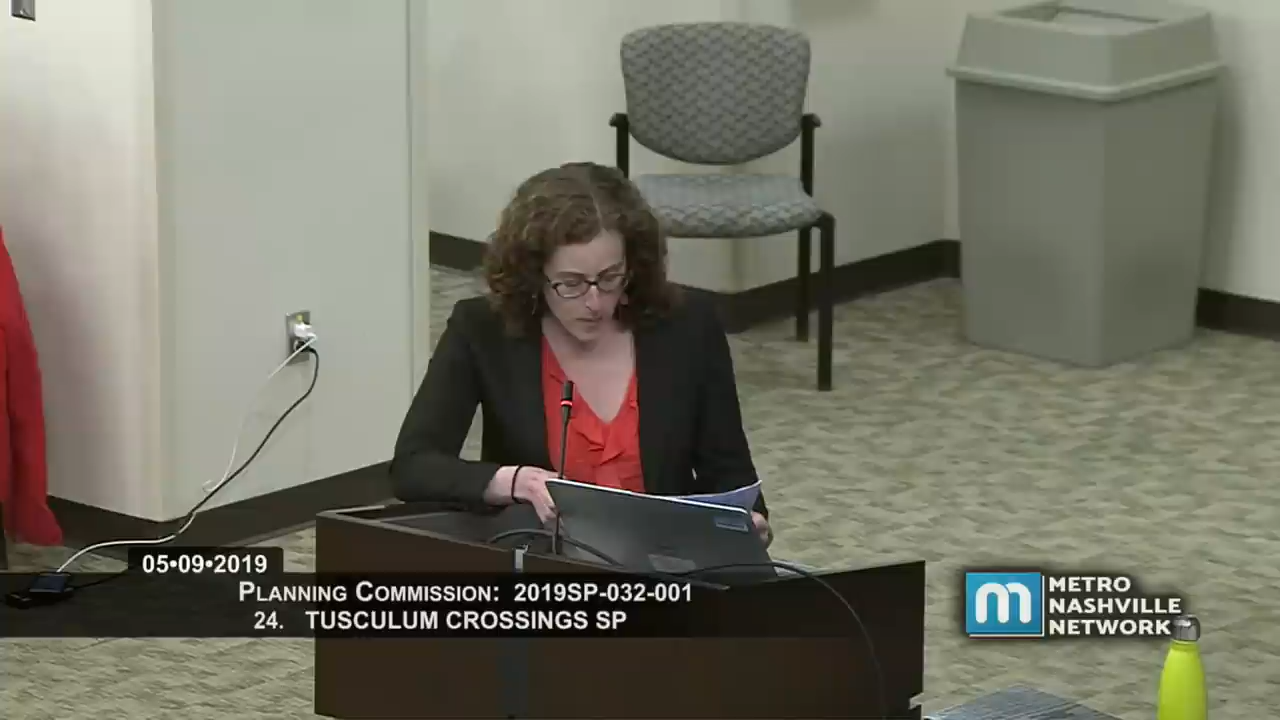 05•09•2019
Planning Commission: 2019SP-032-001
24. TUSCULUM CROSSINGS SP
m METRO
NASHVILLE
NETWORK